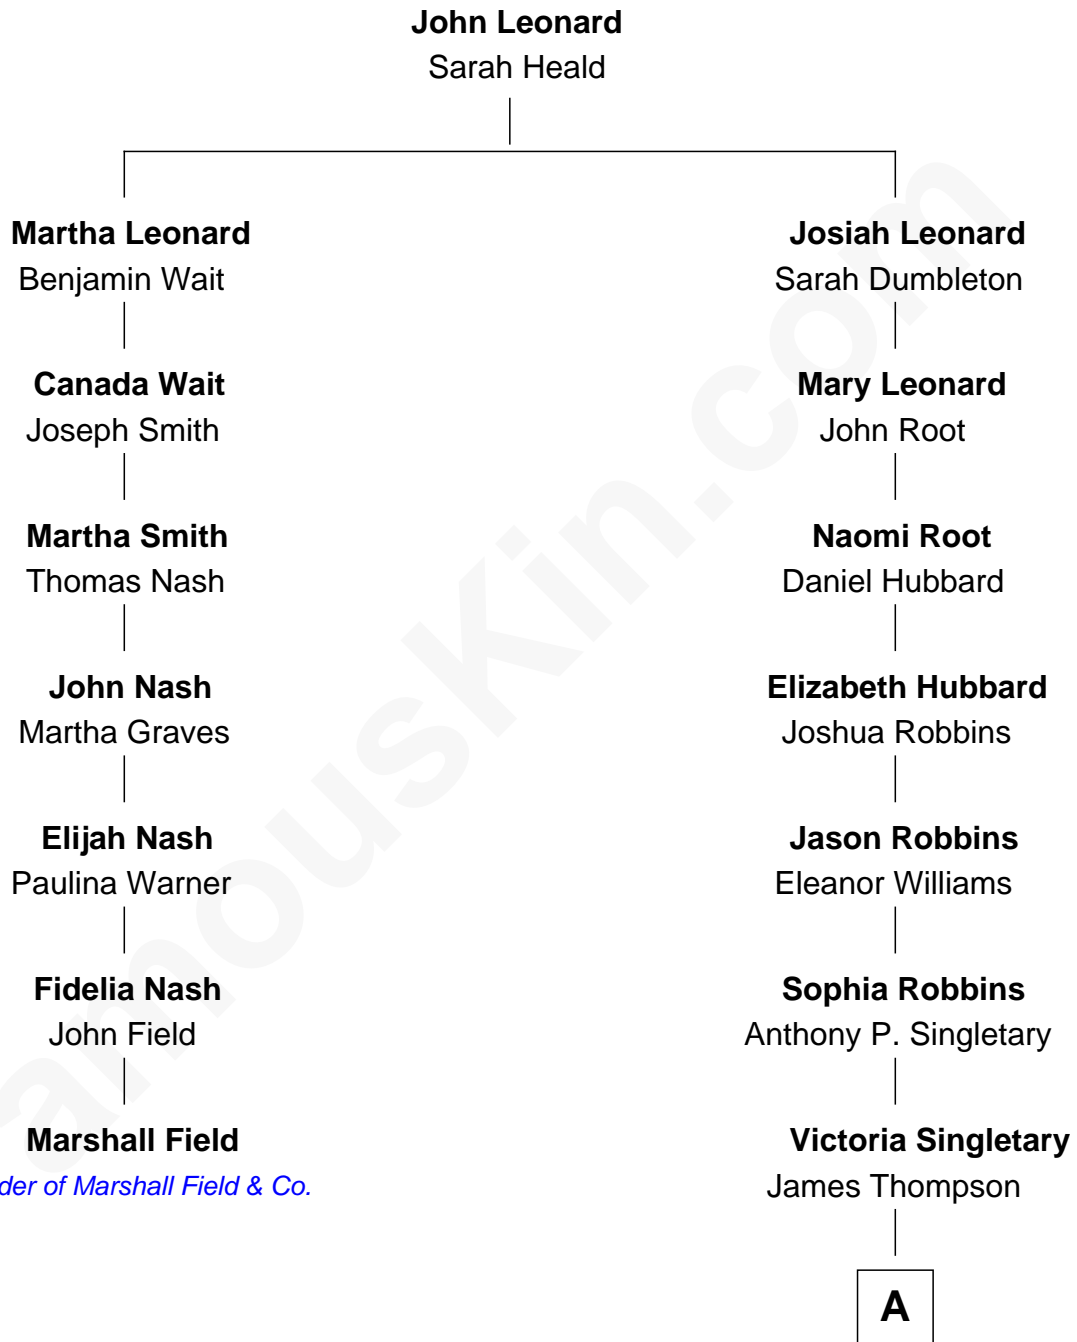 John Leonard
Sarah Heald
Martha Leonard
Benjamin Wait
Josiah Leonard
Sarah Dumbleton
Canada Wait
Joseph Smith
Mary Leonard
John Root
Martha Smith
Thomas Nash
Naomi Root
Daniel Hubbard
John Nash
Martha Graves
Elizabeth Hubbard
Joshua Robbins
Elijah Nash
Paulina Warner
Jason Robbins
Eleanor Williams
Fidelia Nash
John Field
Sophia Robbins
Anthony P. Singletary
Marshall Field
der of Marshall Field & Co.
Victoria Singletary
James Thompson
A
amousKin.com